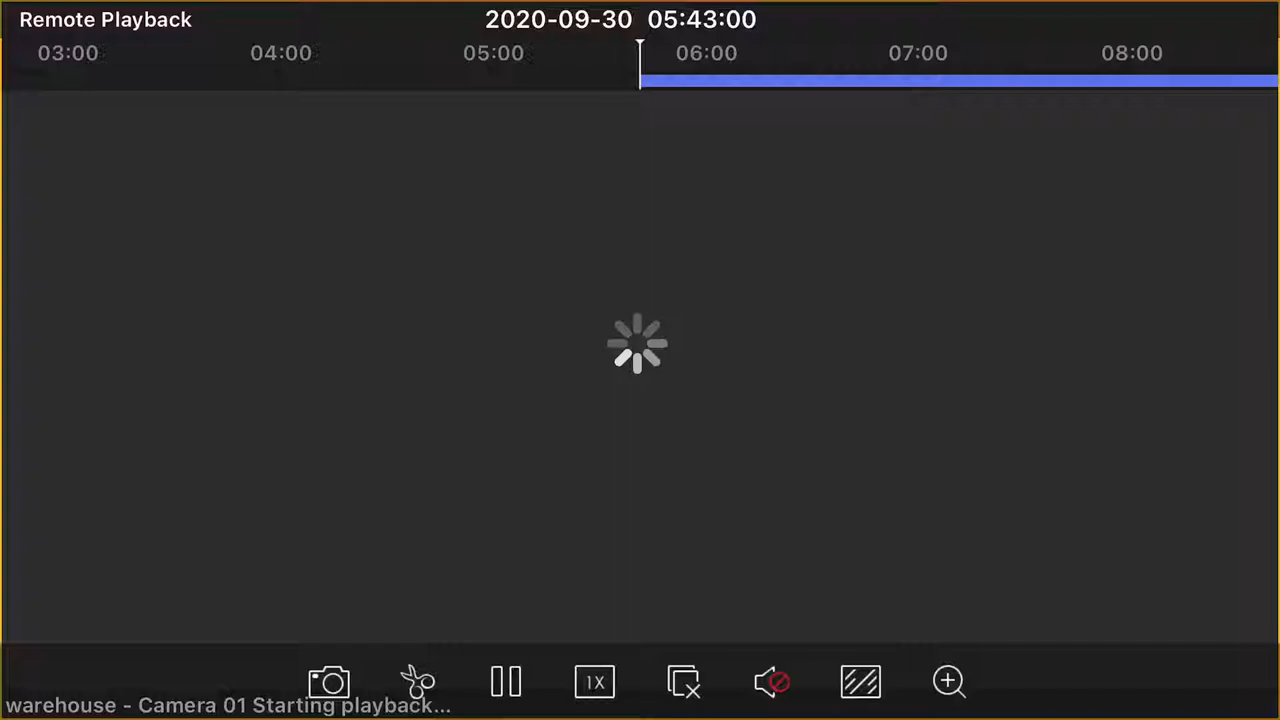 Remote Playback
2020-09-30 05:43:00
03:00 04:00 05:00 06:00 07:00 08:00
1X
warehouse - Camera 01 Starting playback...